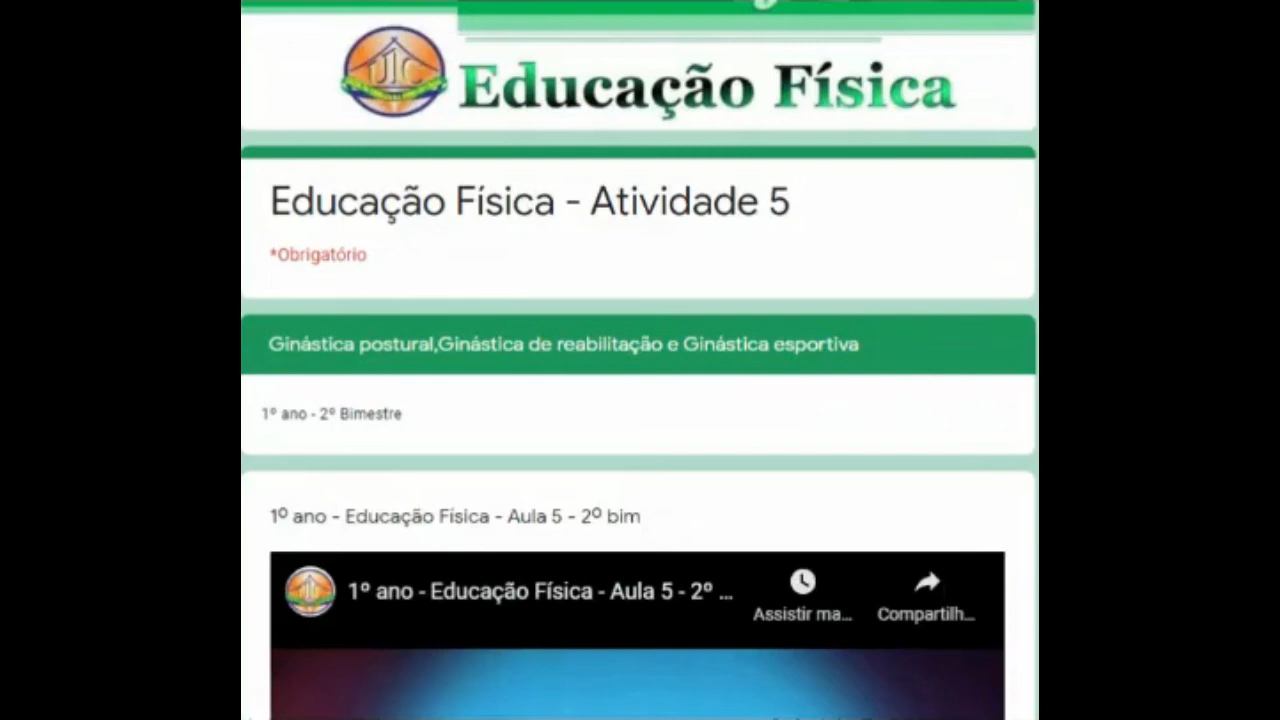 Educação Física
Educação Física - Atividade 5
*Obrigatório
Ginástica postural,Ginástica de reabilitação e Ginástica esportiva
1º ano - 2º Bimestre
1º ano - Educação Física - Aula 5 - 2º bim
1º ano - Educação Física - Aula 5 - 2º ...
Assistir ma...
Compartilh...